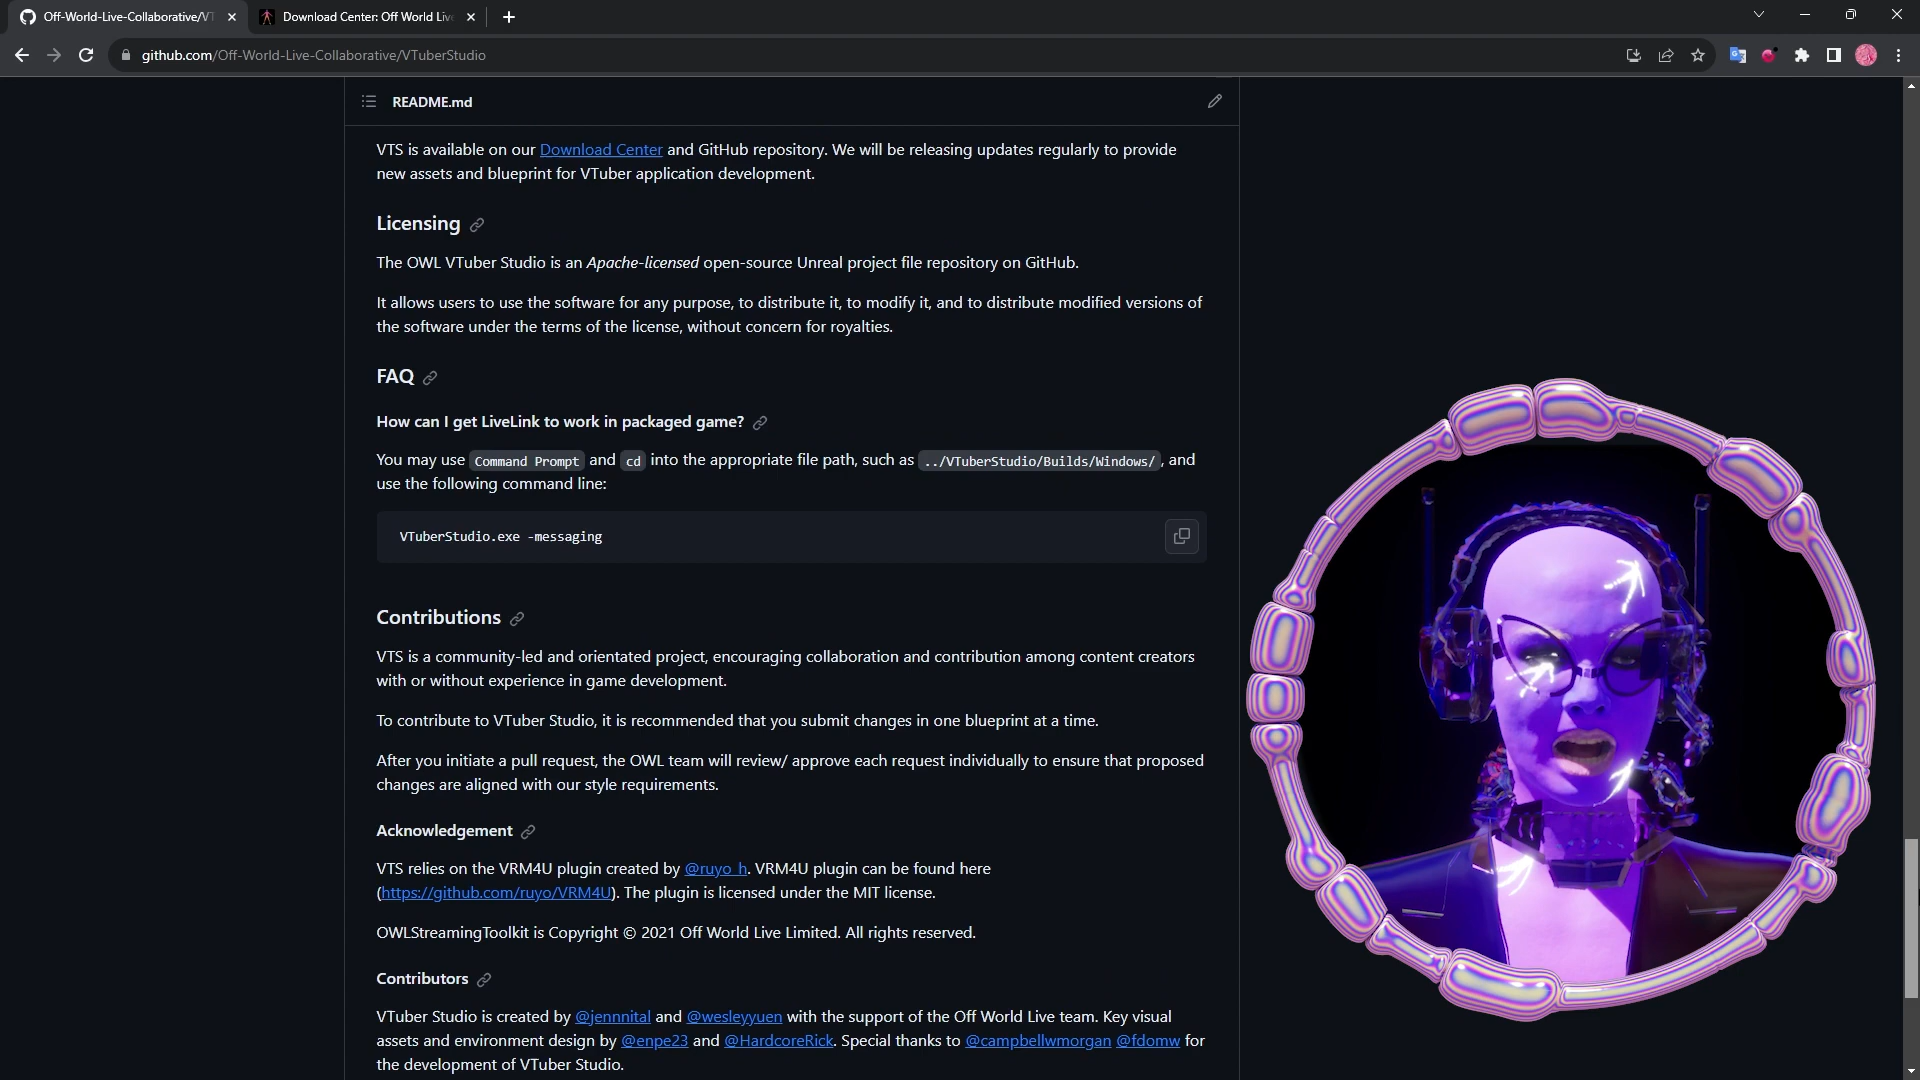 Off-World-Live-Collaborative/VT
Download Center: Off World Liv
github.com/Off-World-Live-Collaborative/VTuberStudio
README.md
VTS is available on our Download Center and GitHub repository. We will be releasing updates regularly to provide
new assets and blueprint for VTuber application development.
Licensing
The OWL VTuber Studio is an Apache-licensed open-source Unreal project file repository on GitHub.
It allows users to use the software for any purpose, to distribute it, to modify it, and to distribute modified versions of
the software under the terms of the license, without concern for royalties.
FAQ
How can I get LiveLink to work in packaged game?
You may use Command Prompt and cd into the appropriate file path, such as ../VTuberStudio/Builds/Windows/, and
use the following command line:
VTuberStudio.exe -messaging
Contributions
VTS is a community-led and orientated project, encouraging collaboration and contribution among content creators
with or without experience in game development.
To contribute to VTuber Studio, it is recommended that you submit changes in one blueprint at a time.
After you initiate a pull request, the OWL team will review/ approve each request individually to ensure that proposed
changes are aligned with our style requirements.
Acknowledgement
VTS relies on the VRM4U plugin created by @ruyo_h. VRM4U plugin can be found here
(https://github.com/ruyo/VRM4U). The plugin is licensed under the MIT license.
OWLStreamingToolkit is Copyright © 2021 Off World Live Limited. All rights reserved.
Contributors
VTuber Studio is created by @jennnital and @wesleyyuen with the support of the Off World Live team. Key visual
assets and environment design by @enpe23 and @HardcoreRick. Special thanks to @campbellwmorgan @fdomw for
the development of VTuber Studio.